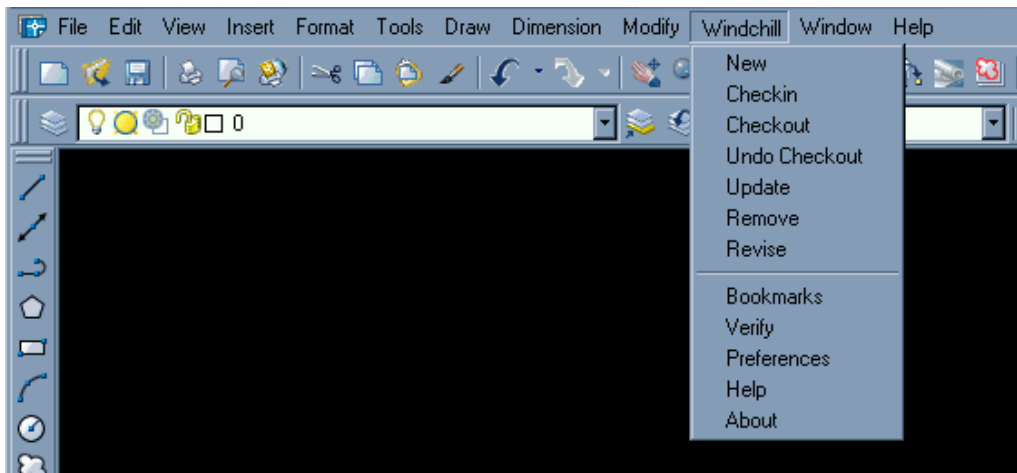 File Edit View Insert Format Tools Draw Dimension Modify Windchill Window Help
0
New
Checkin
Checkout
Undo Checkout
Update
Remove
Revise
Bookmarks
Verify
Preferences
Help
About